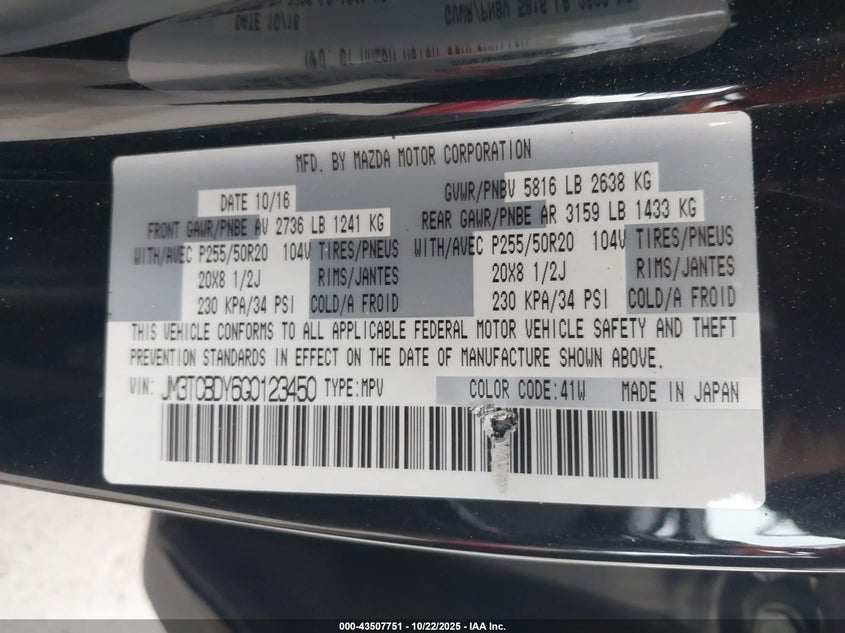 MFD. BY MAZDA MOTOR CORPORATION
DATE 10/16 GVWR/PNBV 5816 LB 2638 KG
FRONT GAWR/PNBE AV 2736 LB 1241 KG REAR GAWR/PNBE AR 3159 LB 1433 KG
WITH/AVEC P255/50R20 104V TIRES/PNEUS WITH/AVEC P255/50R20 104V TIRES/PNEUS
20X8 1/2J RIMS/JANTES 20X8 1/2J RIMS/JANTES
230 KPA/34 PSI COLD/A FROID 230 KPA/34 PSI COLD/A FROID
THIS VEHICLE CONFORMS TO ALL APPLICABLE FEDERAL MOTOR VEHICLE SAFETY AND THEFT
PREVENTION STANDARDS IN EFFECT ON THE DATE OF MANUFACTURE SHOWN ABOVE.
VIN: JM3TCBDY6G0123450 TYPE:MPV COLOR CODE:41W MADE IN JAPAN
000-43507751 - 10/22/2025 - IAA Inc.